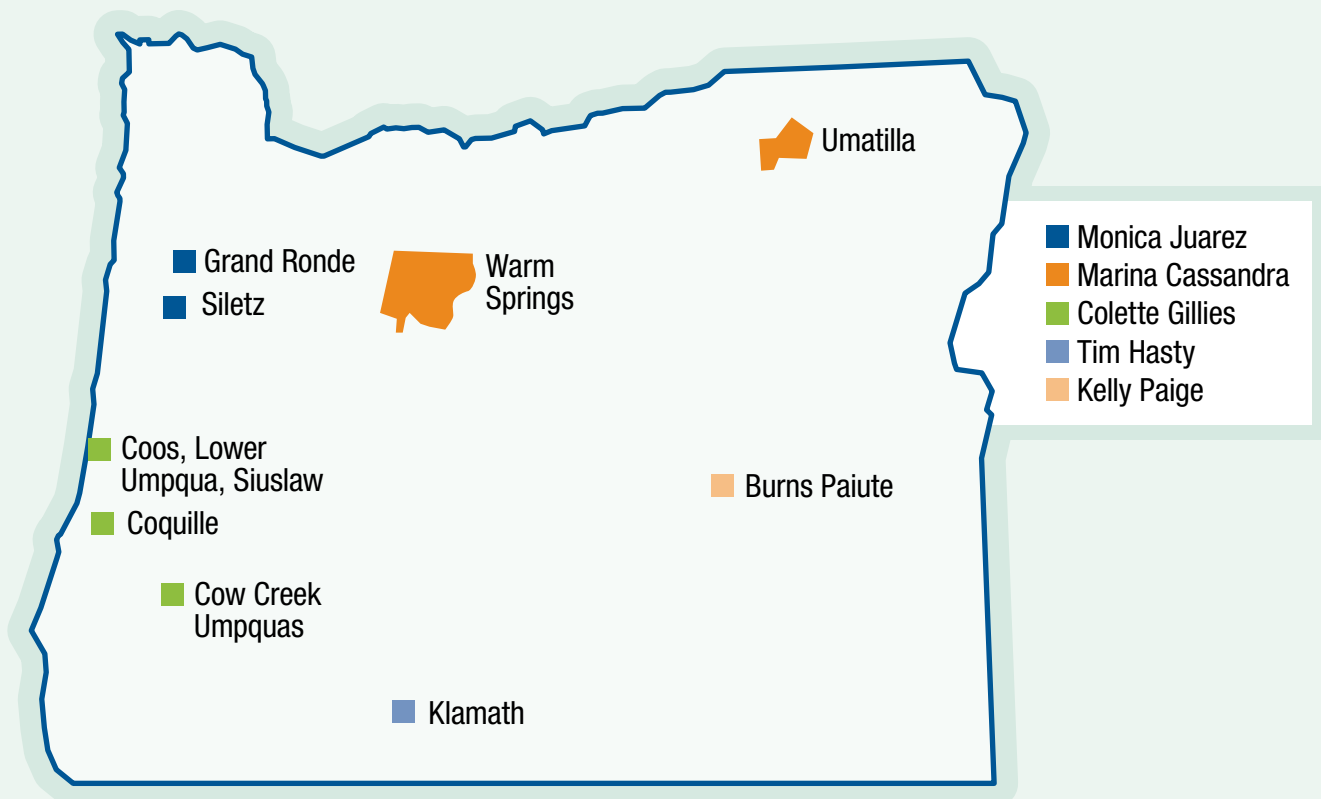 Umatilla
Grand Ronde
Siletz
Warm
Springs
Monica Juarez
Marina Cassandra
Colette Gillies
Tim Hasty
Kelly Paige
Coos, Lower
Umpqua, Siuslaw
Coquille
Burns Paiute
Cow Creek
Umpquas
Klamath